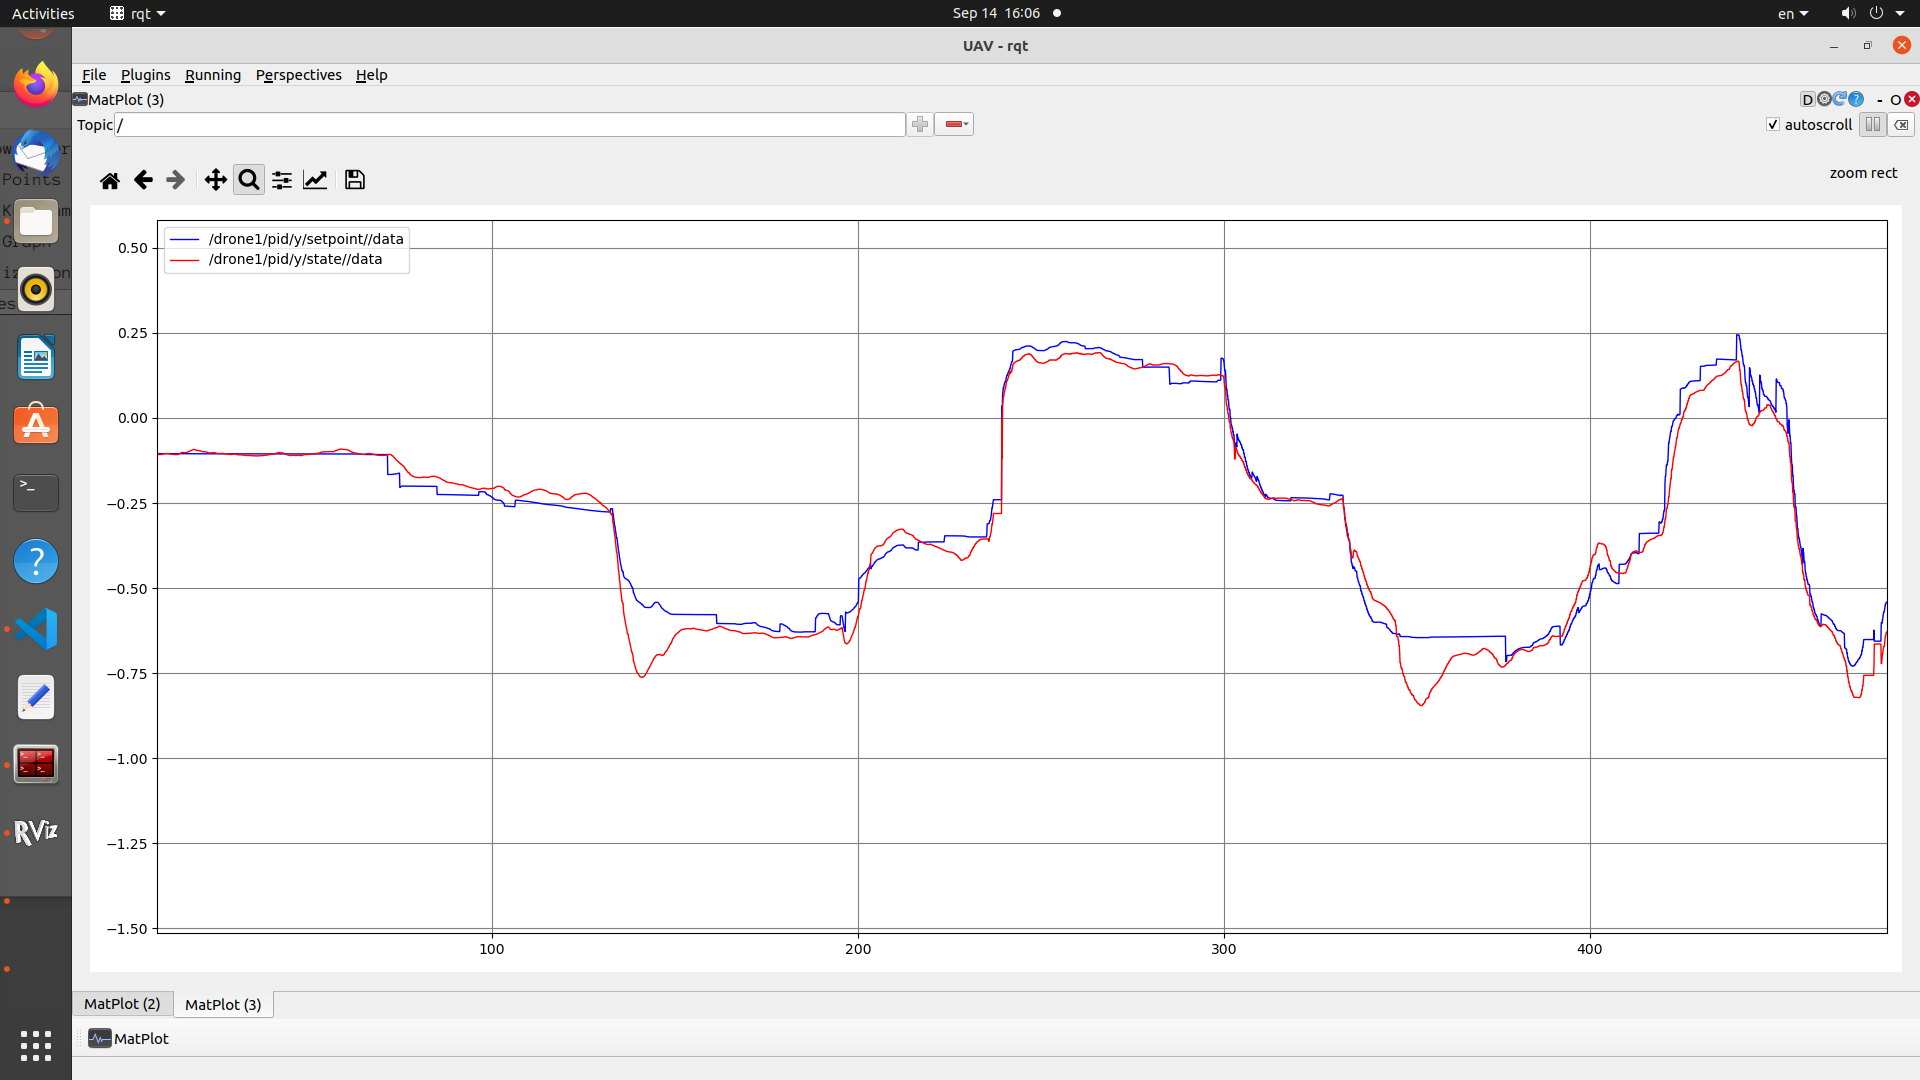 Activities rqt Sep 14 16:06 en
UAV - rqt
File Plugins Running Perspectives Help
MatPlot (3) D - O
Topic / autoscroll
zoom rect
Points
/drone1/pid/y/setpoint//data
/drone1/pid/y/state//data
0.50
0.25
0.00
−0.25
−0.50
−0.75
−1.00
−1.25
−1.50
100 200 300 400
>_
?
RViz
MatPlot (2) MatPlot (3)
MatPlot